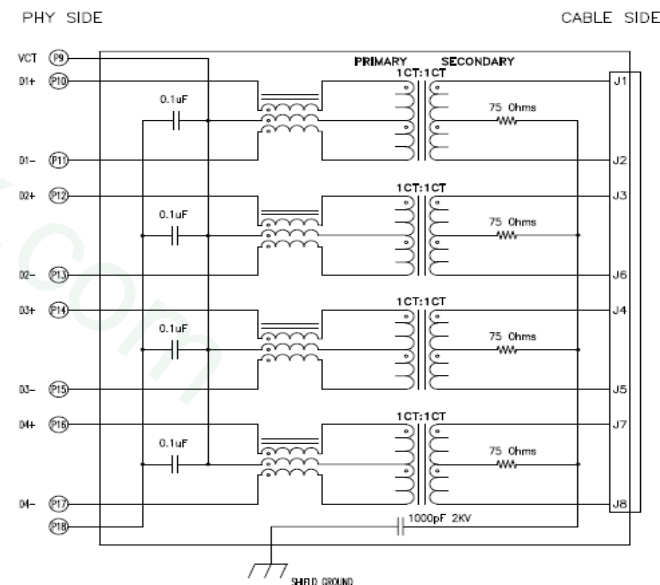 PHY SIDE CABLE SIDE
VCT P9
PRIMARY SECONDARY
D1+ P10 1CT:1CT J1
0.1uF 75 Ohms
D1- P11 J2
D2+ P12 1CT:1CT J3
0.1uF 75 Ohms
D2- P13 J6
D3+ P14 1CT:1CT J4
0.1uF 75 Ohms
D3- P15 J5
D4+ P16 1CT:1CT J7
0.1uF 75 Ohms
D4- P17 J8
P18 1000pF 2KV
SHIELD GROUND
.com